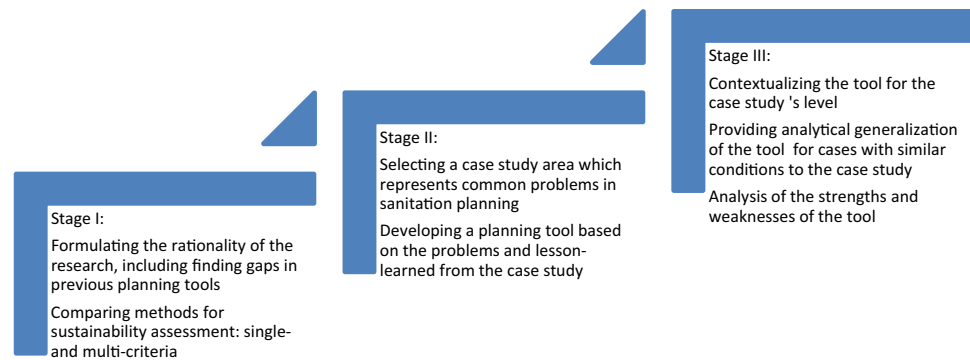 Stage I:
Formulating the rationality of the
research, including finding gaps in
previous planning tools
Comparing methods for
sustainability assessment: single-
and multi-criteria
Stage II:
Selecting a case study area which
represents common problems in
sanitation planning
Developing a planning tool based
on the problems and lesson-
learned from the case study
Stage III:
Contextualizing the tool for the
case study 's level
Providing analytical generalization
of the tool  for cases with similar
conditions to the case study
Analysis of the strengths and
weaknesses of the tool